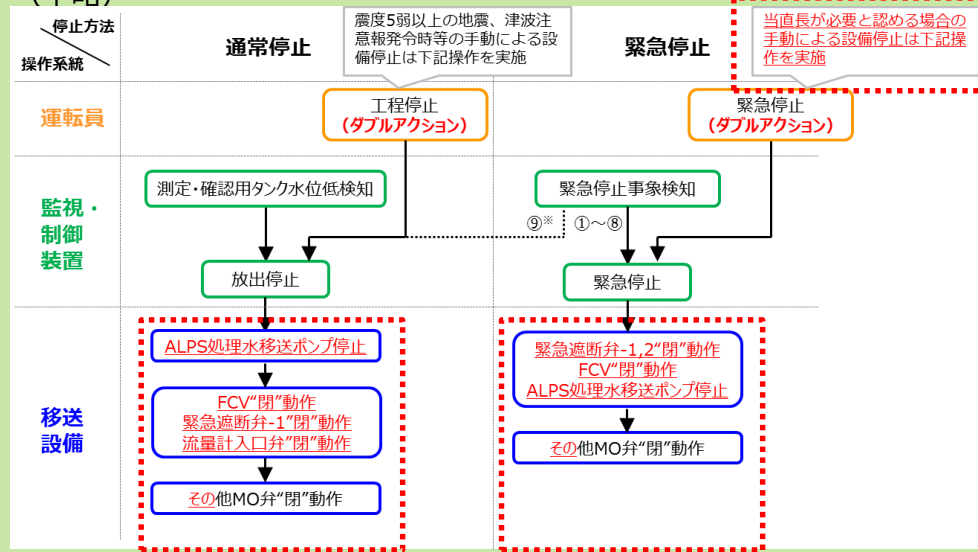 停止方法
操作系統
通常停止
震度5弱以上の地震、津波注
意報発令時等の手動による設
備停止は下記操作を実施
緊急停止
当直長が必要と認める場合の
手動による設備停止は下記操
作を実施
運転員
工程停止
(ダブルアクション)
緊急停止
(ダブルアクション)
監視・
制御
装置
測定・確認用タンク水位低検知
緊急停止事象検知
⑨※
①~⑧
放出停止
緊急停止
移送
設備
ALPS処理水移送ポンプ停止
FCV“閉”動作
緊急遮断弁-1”閉”動作
流量計入口弁”閉”動作
その他MO弁“閉”動作
緊急遮断弁-1,2“閉”動作
FCV“閉”動作
ALPS処理水移送ポンプ停止
その他MO弁“閉”動作